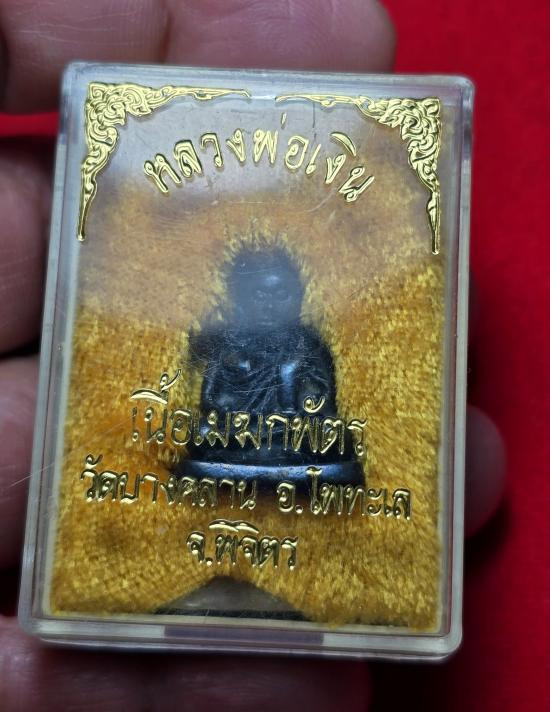 หลวงพ่อเงิน
เนื้อเมฆกพัตร
วัดบางคลาน อ.โพทะเล
จ.พิจิตร